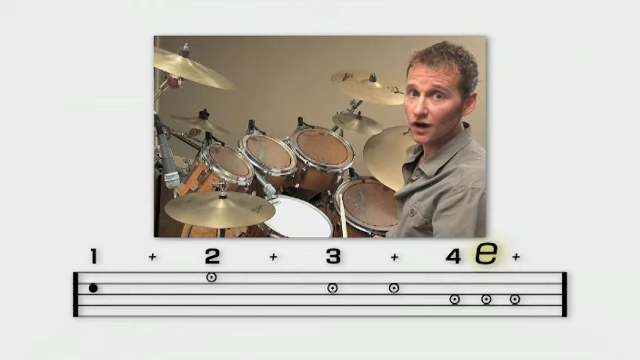 1 + 2 + 3 + 4 e +